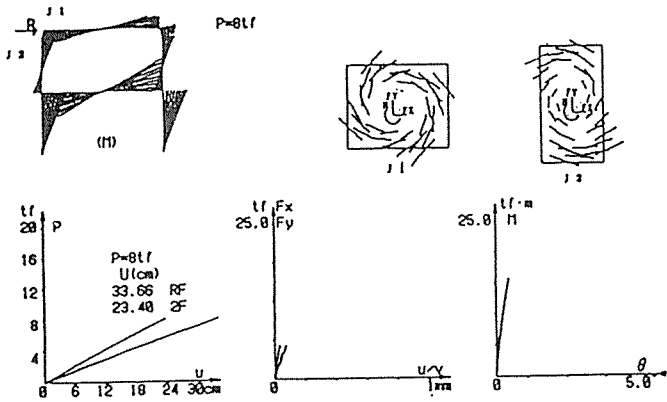 J 1
P=8tf
P
J 2
(M)
FY
M
FX
J 1
FY
M
FX
J 2
tf
20
P
16
12
8
4
P=8tf
U(cm)
33.66 RF
23.40 2F
U
0 6 12 18 24 30cm
tf Fx
25.0 Fy
u~v
0 1mm
tf·m
25.0 M
θ
0 5.0